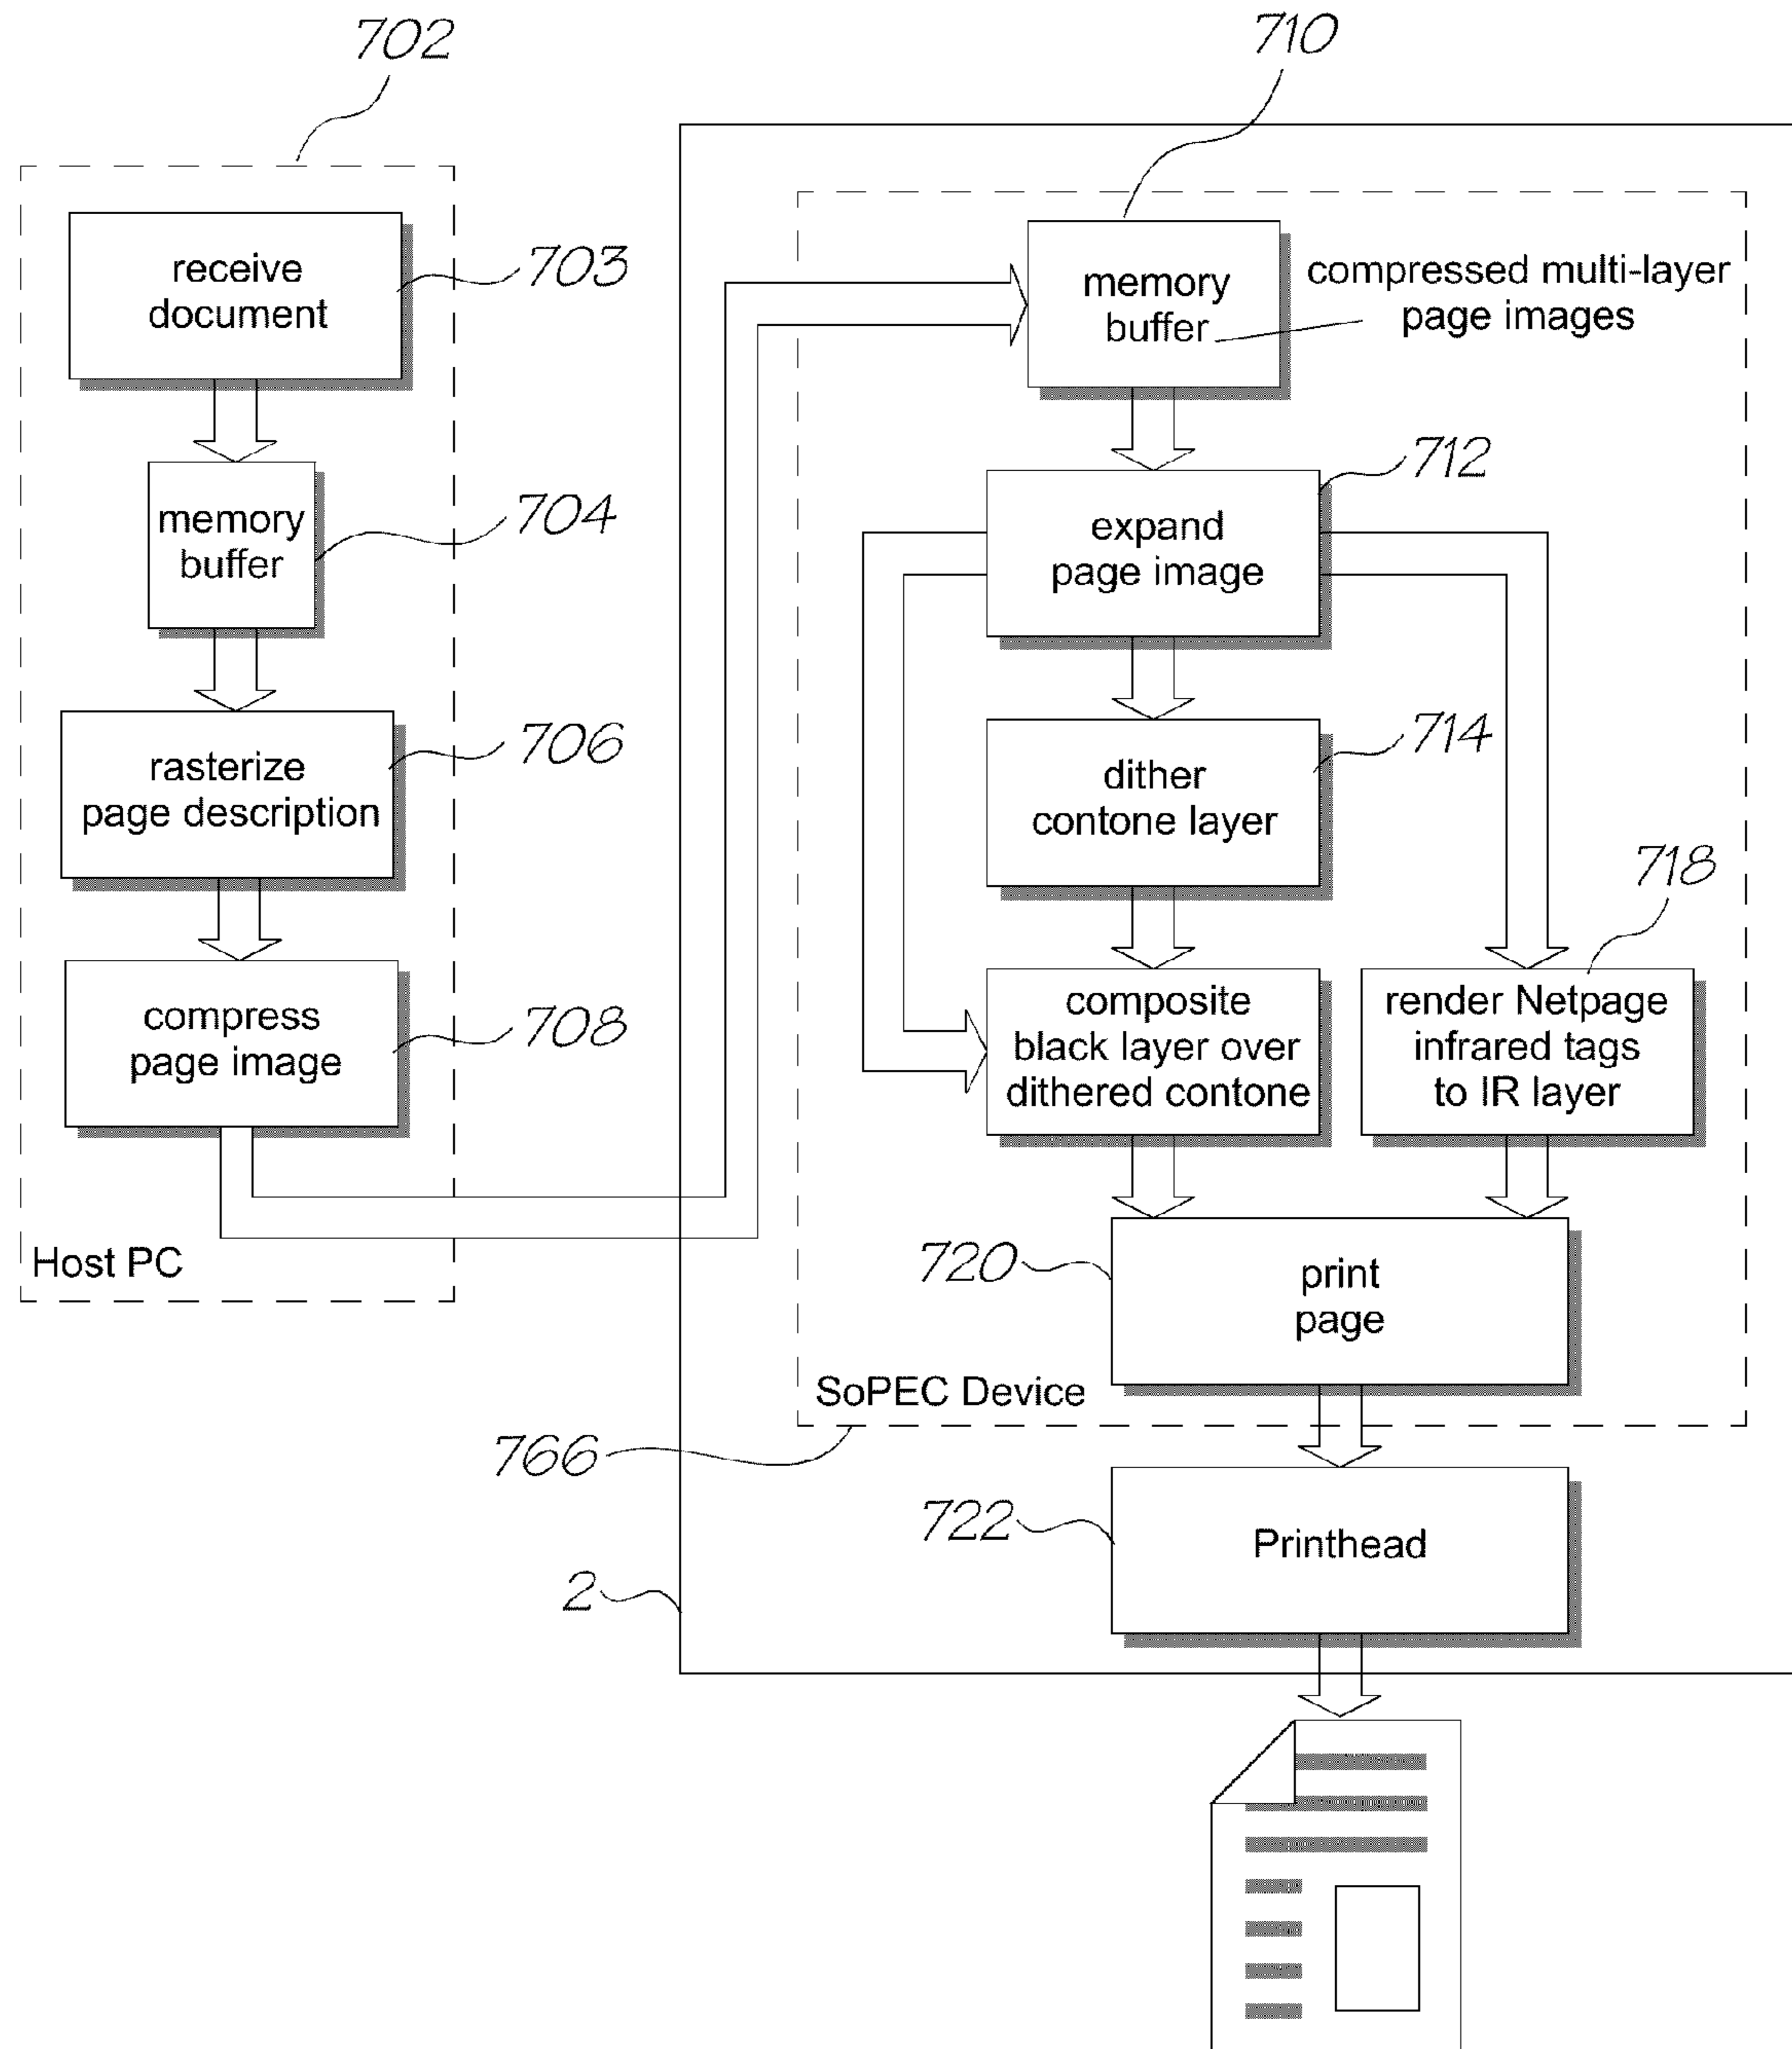 702
710
receive
document
703
memory
buffer
compressed multi-layer
page images
memory
buffer
704
expand
page image
712
rasterize
page description
706
dither
contone layer
714
718
compress
page image
708
composite
black layer over
dithered contone
render Netpage
infrared tags
to IR layer
Host PC
720
print
page
SoPEC Device
766
722
Printhead
2